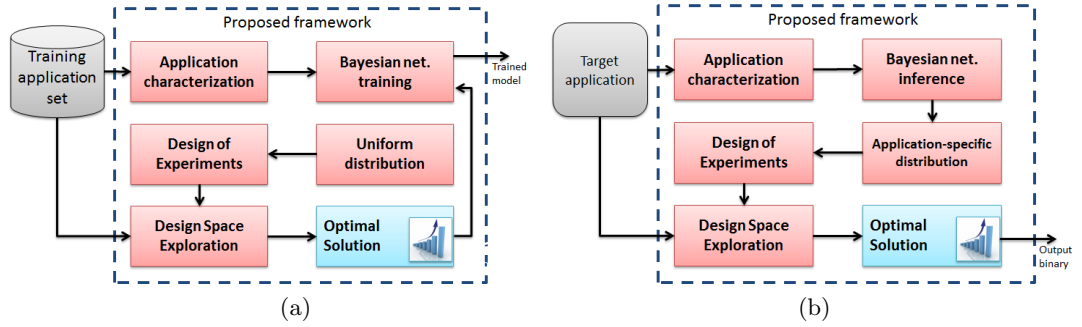 Proposed framework
Training
application
set
Application
characterization
Bayesian net.
training
Trained
model
Design of
Experiments
Uniform
distribution
Design Space
Exploration
Optimal
Solution
(a)
Proposed framework
Target
application
Application
characterization
Bayesian net.
inference
Design of
Experiments
Application-specific
distribution
Design Space
Exploration
Optimal
Solution
Output
binary
(b)